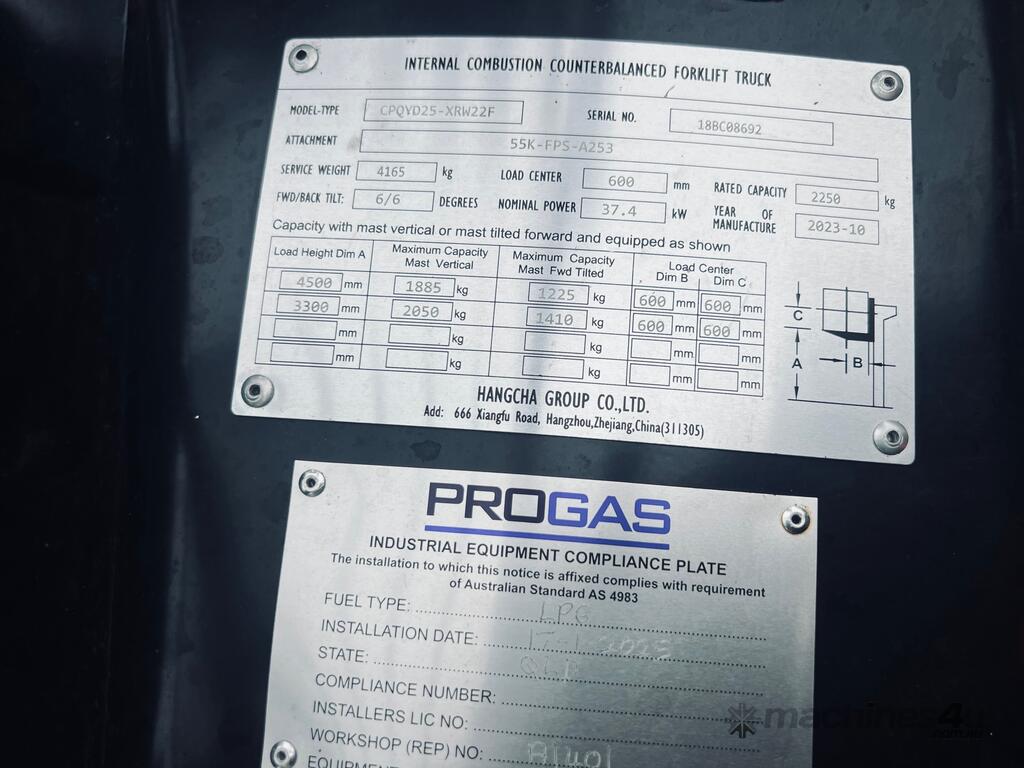 INTERNAL COMBUSTION COUNTERBALANCED FORKLIFT TRUCK
MODEL-TYPE CPQYD25-XRW22F SERIAL NO. 18BC08692
ATTACHMENT 55K-FPS-A253
SERVICE WEIGHT 4165 kg LOAD CENTER 600 mm RATED CAPACITY 2250 kg
FWD/BACK TILT: 6/6 DEGREES NOMINAL POWER 37.4 kW YEAR OF MANUFACTURE 2023-10
Capacity with mast vertical or mast tilted forward and equipped as shown
Load Height Dim A Maximum Capacity Mast Vertical Maximum Capacity Mast Fwd Tilted Load Center Dim B Dim C
4500 mm 1885 kg 1225 kg 600 mm 600 mm
3300 mm 2050 kg 1410 kg 600 mm 600 mm
mm kg kg mm mm
mm kg kg mm mm
C
A B
HANGCHA GROUP CO.,LTD.
Add: 666 Xiangfu Road, Hangzhou,Zhejiang,China(311305)
PROGAS
INDUSTRIAL EQUIPMENT COMPLIANCE PLATE
The installation to which this notice is affixed complies with requirement
of Australian Standard AS 4983
FUEL TYPE: LPG
INSTALLATION DATE:
STATE: QLD
COMPLIANCE NUMBER:
INSTALLERS LIC NO:
WORKSHOP (REP) NO:
machines4u
.com.au